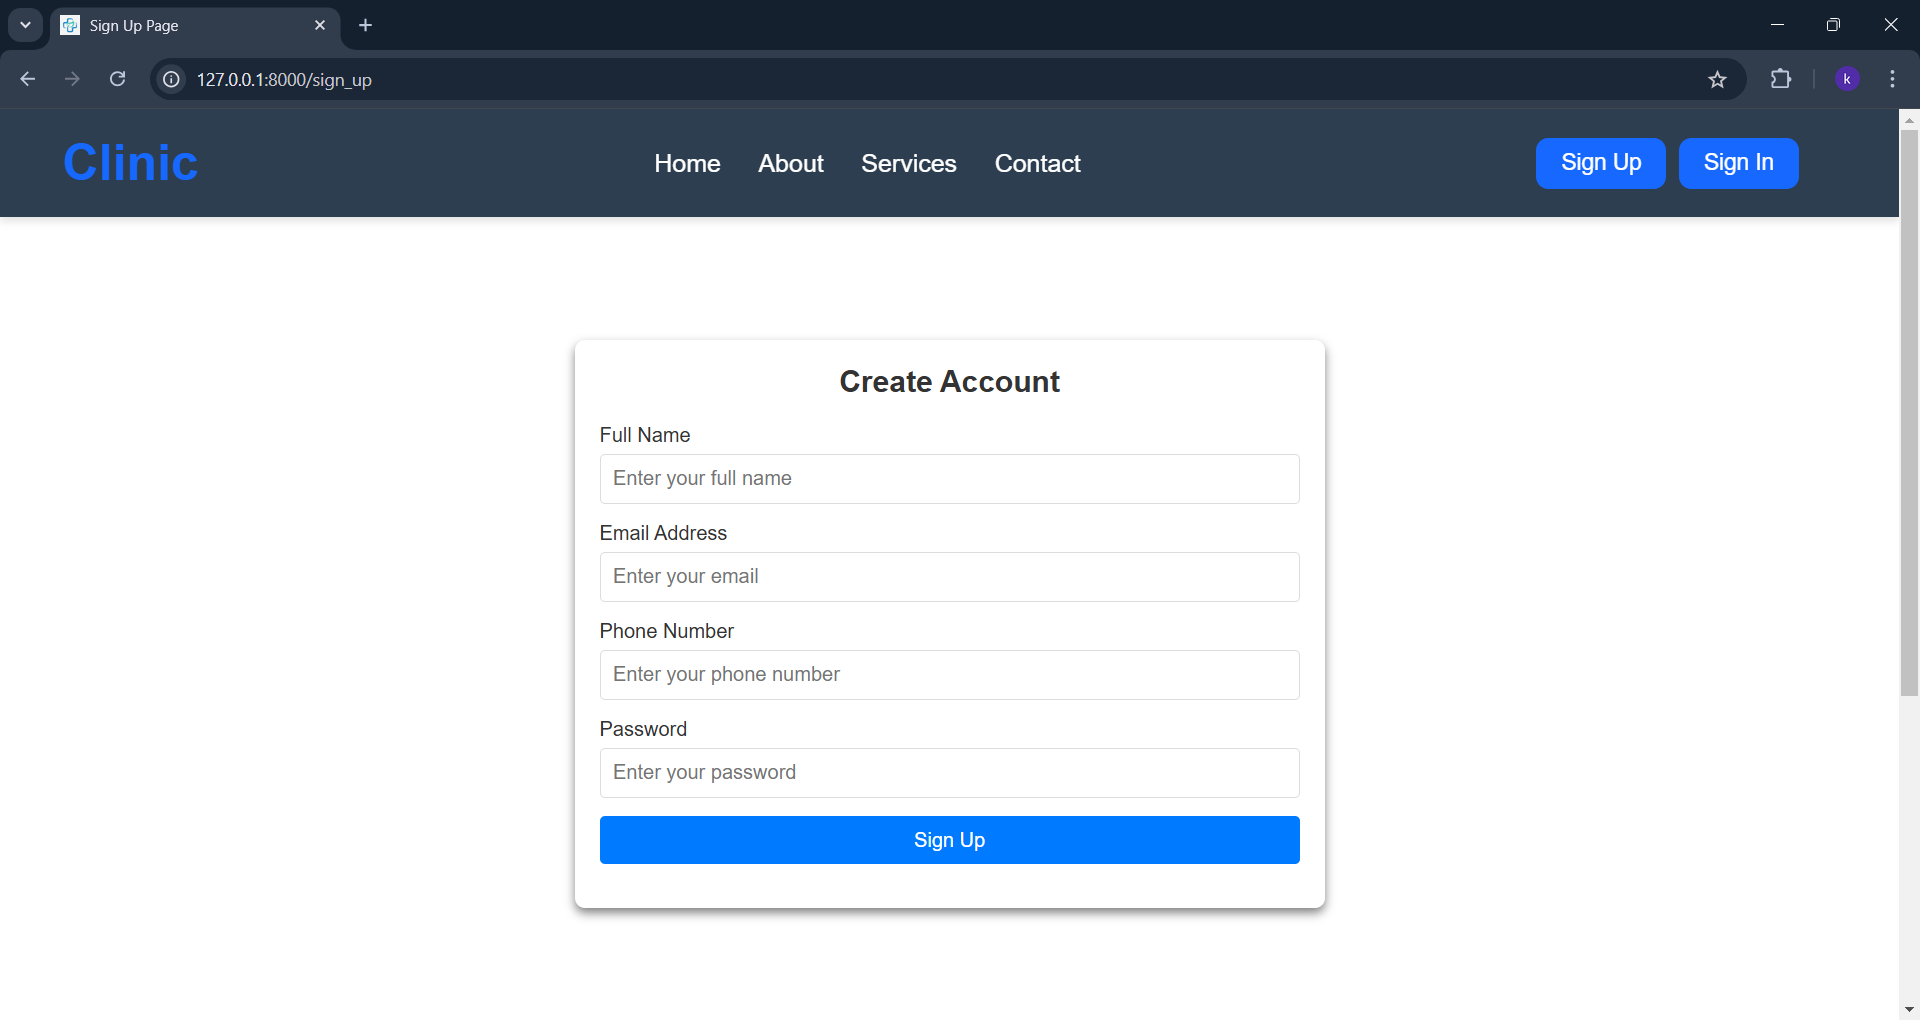 Sign Up Page
127.0.0.1:8000/sign_up
k
Clinic
Home About Services Contact
Sign Up Sign In
Create Account
Full Name
Enter your full name
Email Address
Enter your email
Phone Number
Enter your phone number
Password
Enter your password
Sign Up